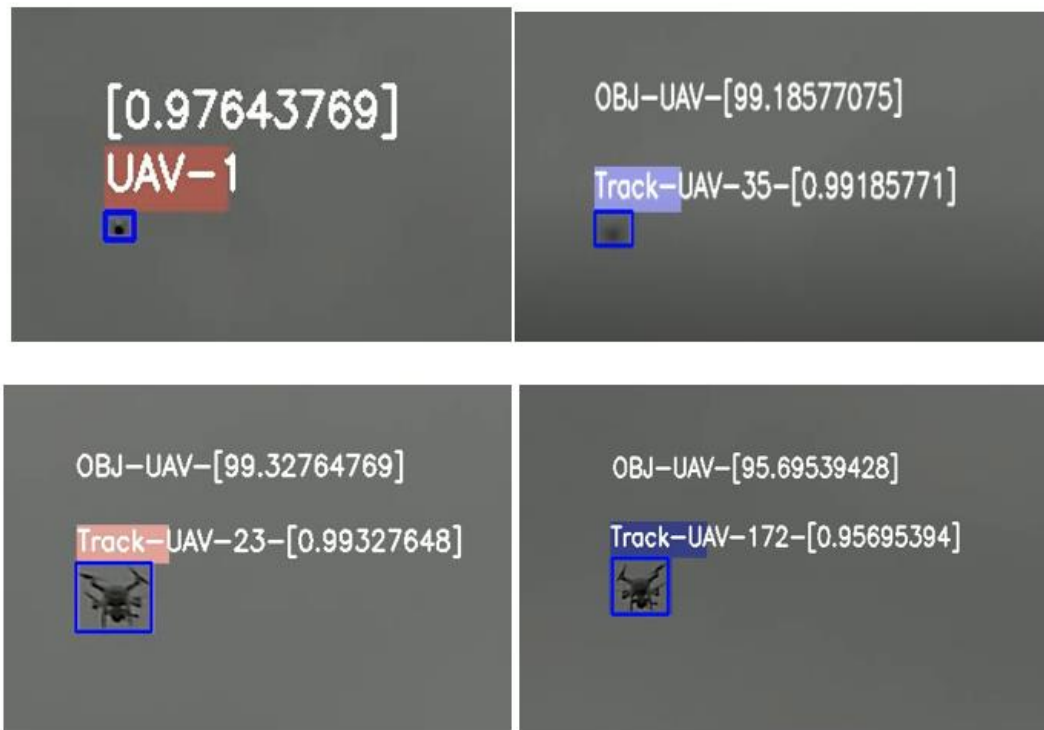 [0.97643769]
UAV-1
OBJ-UAV-[99.18577075]
Track-UAV-35-[0.99185771]
OBJ-UAV-[99.32764769]
Track-UAV-23-[0.99327648]
OBJ-UAV-[95.69539428]
Track-UAV-172-[0.95695394]